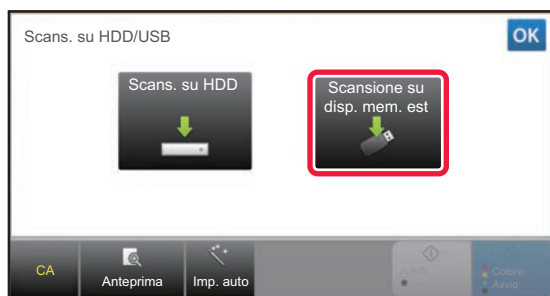 Scans. su HDD/USB
OK
Scans. su HDD
Scansione su
disp. mem. est
CA
Anteprima
Imp. auto
B/N
Colore
Avvio